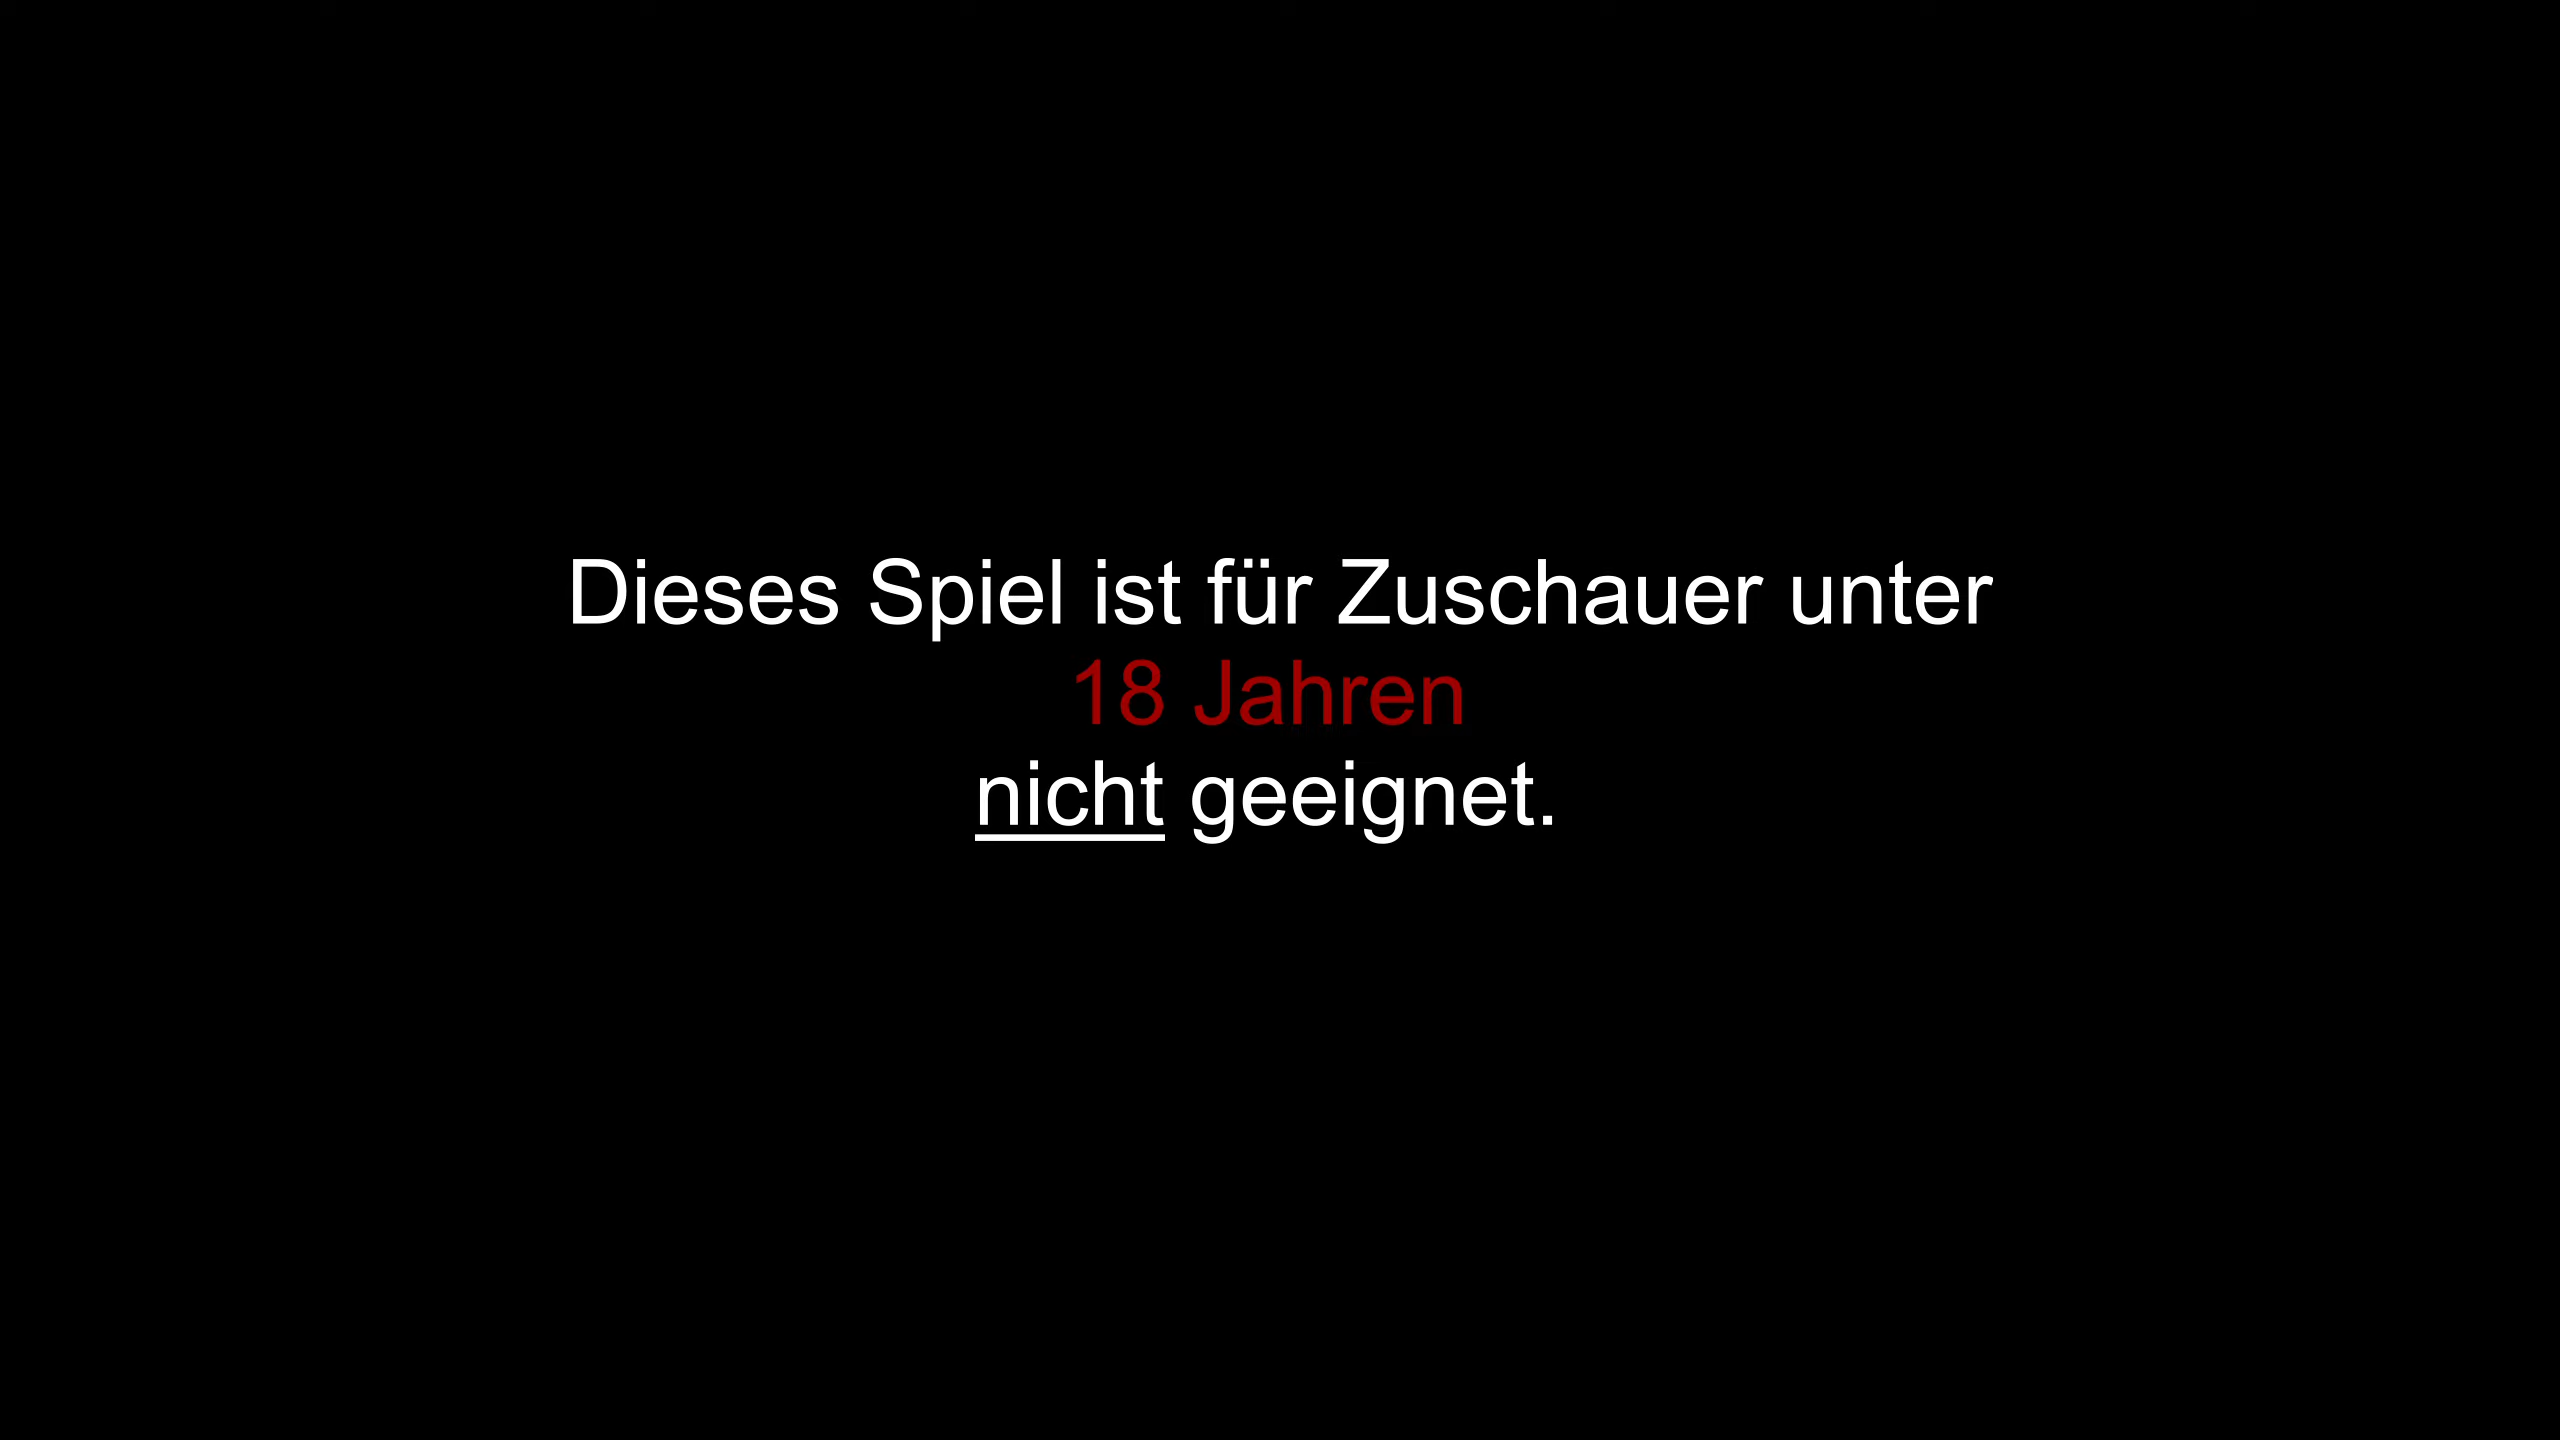 Dieses Spiel ist für Zuschauer unter
18 Jahren
nicht geeignet.